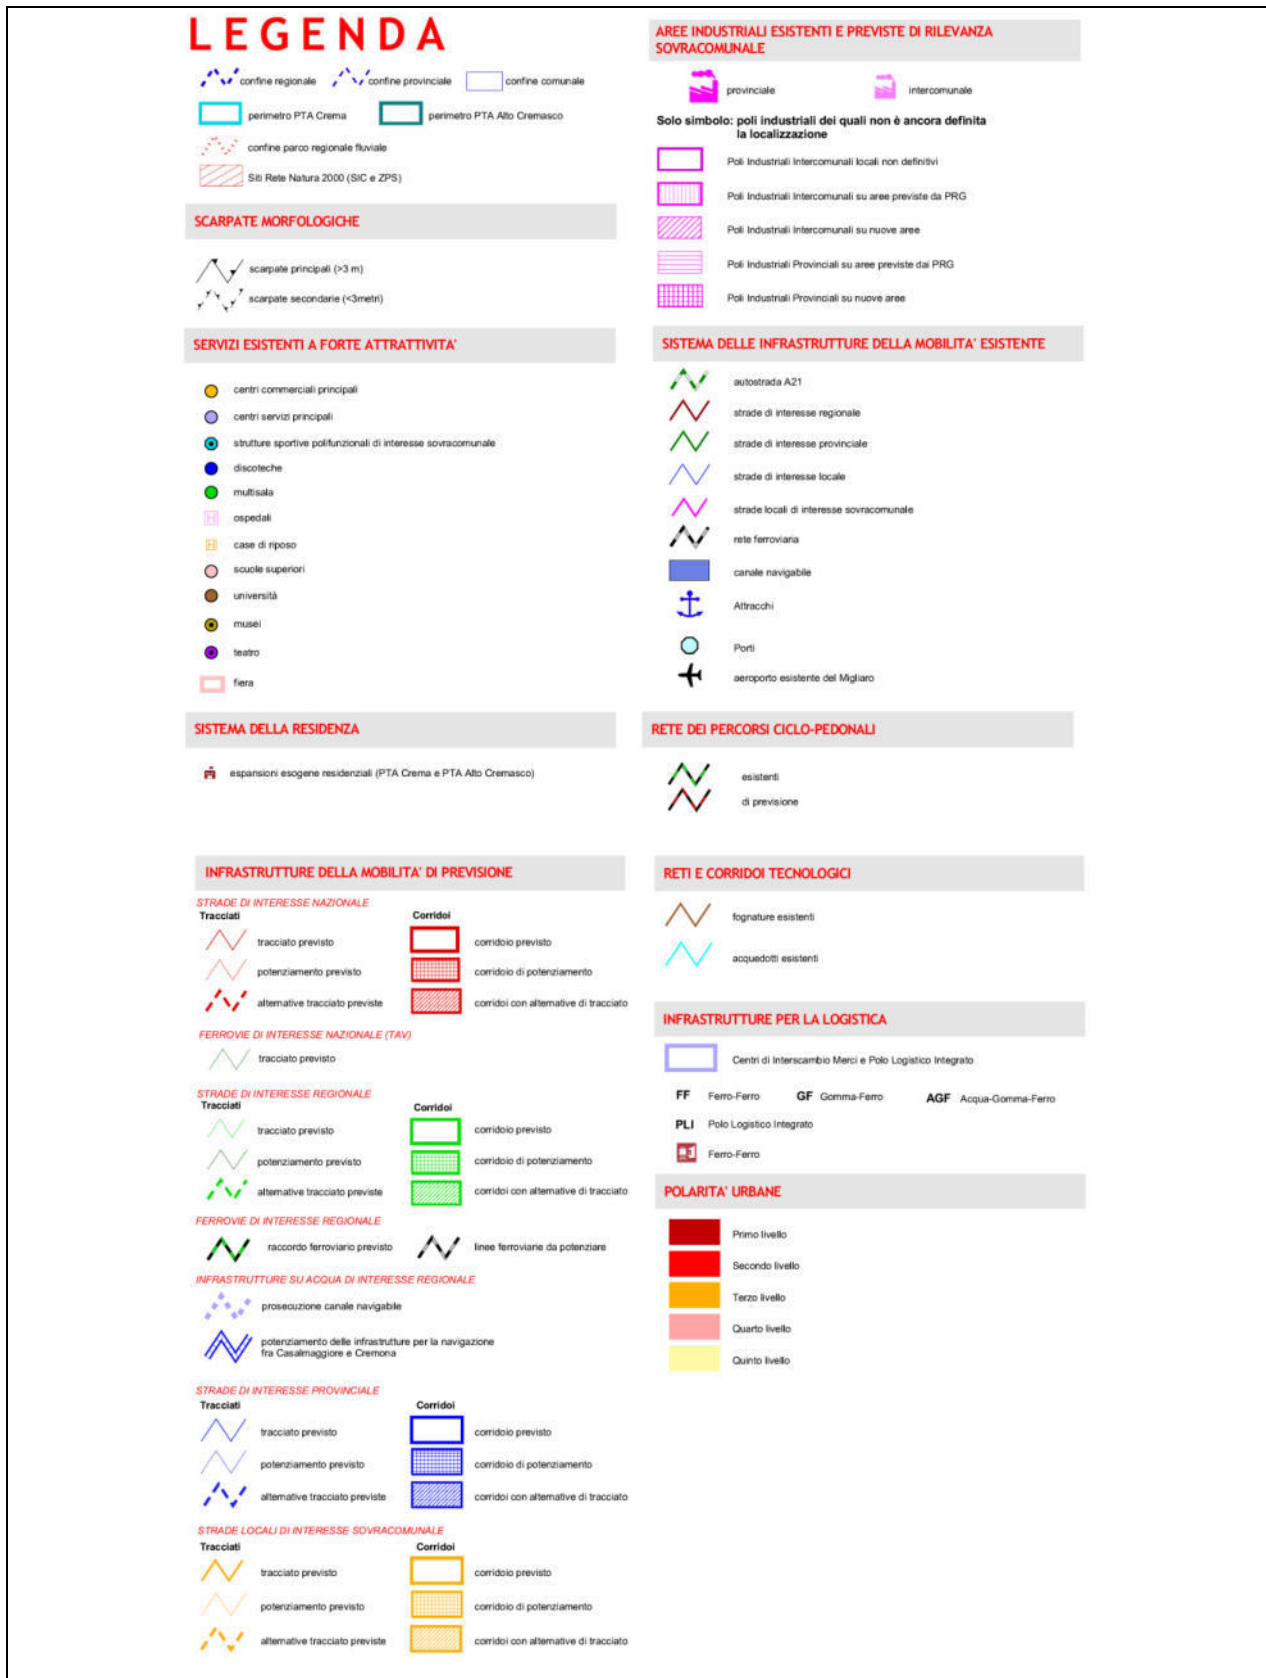 LEGENDA
confine regionale confine provinciale confine comunale
perimetro PTA Crema perimetro PTA Alto Cremasco
confine parco regionale fluviale
Siti Rete Natura 2000 (SIC e ZPS)
SCARPATE MORFOLOGICHE
scarpate principali (>3 m)
scarpate secondarie (<3metri)
SERVIZI ESISTENTI A FORTE ATTRATTIVITA'
centri commerciali principali
centri servizi principali
strutture sportive polifunzionali di interesse sovracomunale
discoteche
multisala
H ospedali
H case di riposo
scuole superiori
università
musei
teatro
fiera
SISTEMA DELLA RESIDENZA
espansioni esogene residenziali (PTA Crema e PTA Alto Cremasco)
INFRASTRUTTURE DELLA MOBILITA' DI PREVISIONE
STRADE DI INTERESSE NAZIONALE
Tracciati Corridoi
tracciato previsto corridoio previsto
potenziamento previsto corridoio di potenziamento
alternative tracciato previste corridoi con alternative di tracciato
FERROVIE DI INTERESSE NAZIONALE (TAV)
tracciato previsto
STRADE DI INTERESSE REGIONALE
Tracciati Corridoi
tracciato previsto corridoio previsto
potenziamento previsto corridoio di potenziamento
alternative tracciato previste corridoi con alternative di tracciato
FERROVIE DI INTERESSE REGIONALE
raccordo ferroviario previsto linee ferroviarie da potenziare
INFRASTRUTTURE SU ACQUA DI INTERESSE REGIONALE
prosecuzione canale navigabile
potenziamento delle infrastrutture per la navigazione
fra Casalmaggiore e Cremona
STRADE DI INTERESSE PROVINCIALE
Tracciati Corridoi
tracciato previsto corridoio previsto
potenziamento previsto corridoio di potenziamento
alternative tracciato previste corridoi con alternative di tracciato
STRADE LOCALI DI INTERESSE SOVRACOMUNALE
Tracciati Corridoi
tracciato previsto corridoio previsto
potenziamento previsto corridoio di potenziamento
alternative tracciato previste corridoi con alternative di tracciato
AREE INDUSTRIALI ESISTENTI E PREVISTE DI RILEVANZA
SOVRACOMUNALE
provinciale intercomunale
Solo simbolo: poli industriali dei quali non è ancora definita
la localizzazione
Poli Industriali Intercomunali locali non definitivi
Poli Industriali Intercomunali su aree previste da PRG
Poli Industriali Intercomunali su nuove aree
Poli Industriali Provinciali su aree previste dai PRG
Poli Industriali Provinciali su nuove aree
SISTEMA DELLE INFRASTRUTTURE DELLA MOBILITA' ESISTENTE
autostrada A21
strade di interesse regionale
strade di interesse provinciale
strade di interesse locale
strade locali di interesse sovracomunale
rete ferroviaria
canale navigabile
Attracchi
Porti
aeroporto esistente del Migliaro
RETE DEI PERCORSI CICLO-PEDONALI
esistenti
di previsione
RETI E CORRIDOI TECNOLOGICI
fognature esistenti
acquedotti esistenti
INFRASTRUTTURE PER LA LOGISTICA
Centri di Interscambio Merci e Polo Logistico Integrato
FF Ferro-Ferro GF Gomma-Ferro AGF Acqua-Gomma-Ferro
PLI Polo Logistico Integrato
Ferro-Ferro
POLARITA' URBANE
Primo livello
Secondo livello
Terzo livello
Quarto livello
Quinto livello